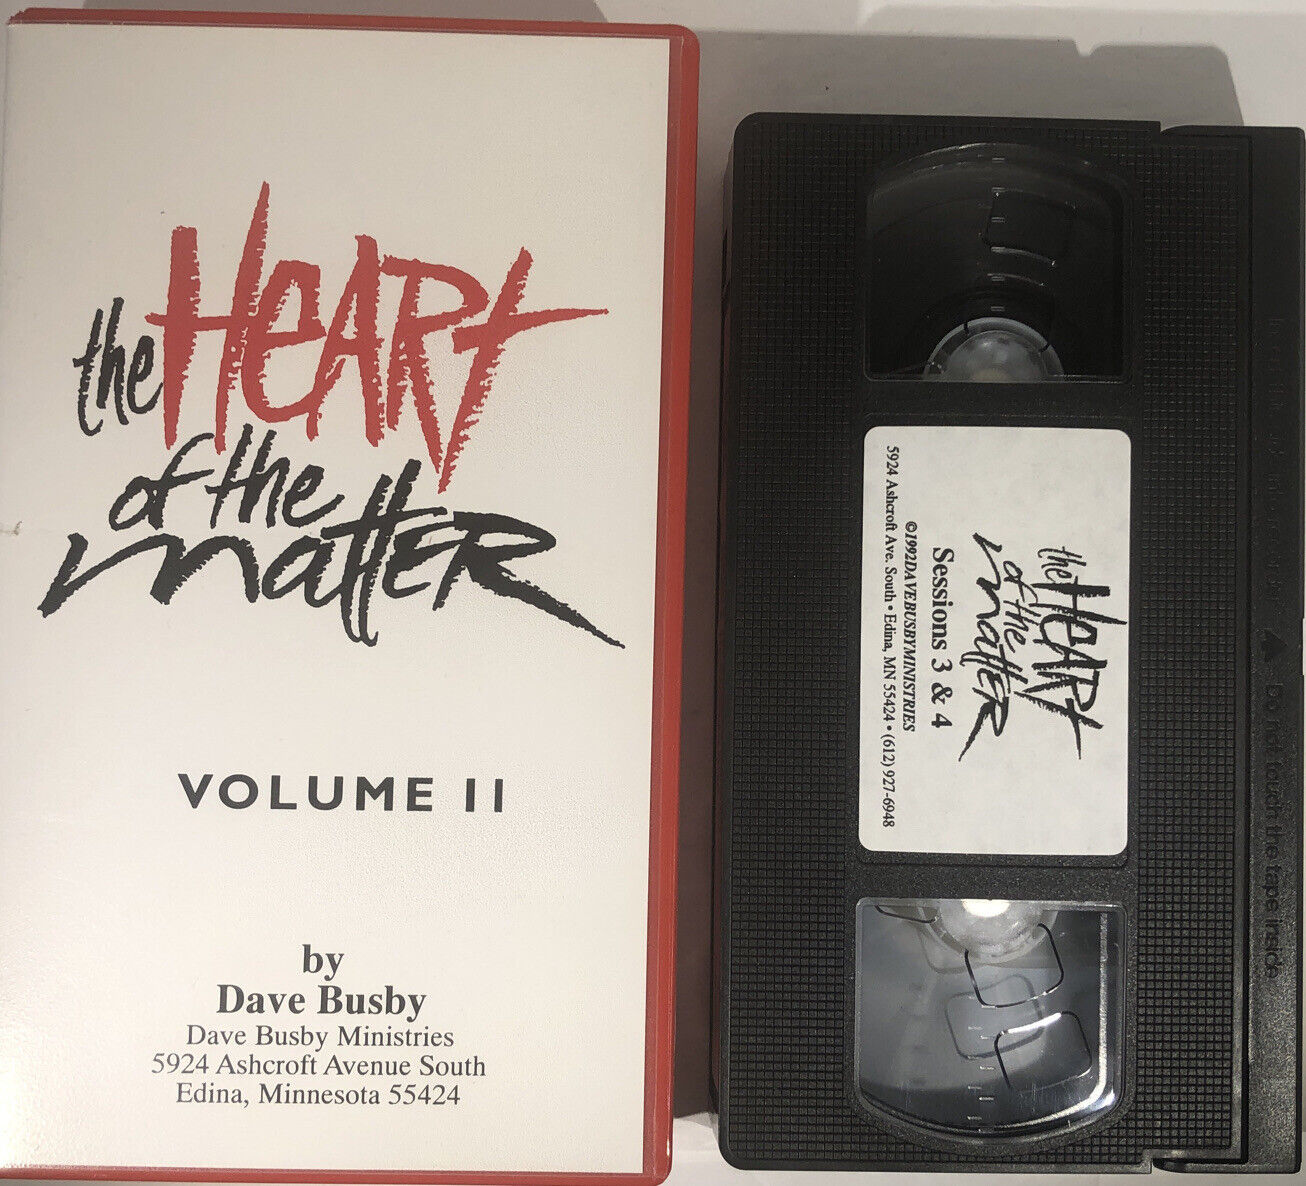 the HEART
of the
matter
VOLUME II
by
Dave Busby
Dave Busby Ministries
5924 Ashcroft Avenue South
Edina, Minnesota 55424
the HEART
of the
matter
Sessions 3 & 4
©1992DAVEBUSBYMINISTRIES
5924 Ashcroft Ave. South • Edina, MN 55424 • (612) 927-6948
Do not touch the tape inside